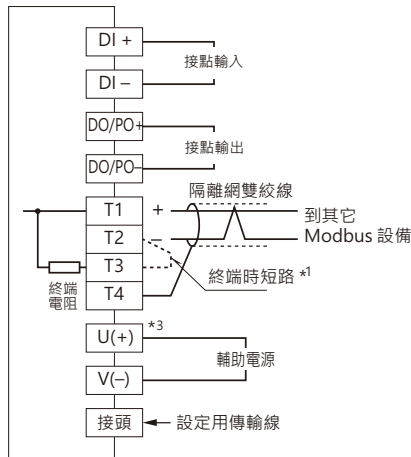 DI +
接點輸入
DI –
DO/PO+
接點輸出
DO/PO–
隔離網雙絞線
T1
+
到其它
Modbus 設備
T2
–
T3
終端時短路 *1
終端
電阻
T4
U(+)
*3
輔助電源
V(–)
接頭
設定用傳輸線